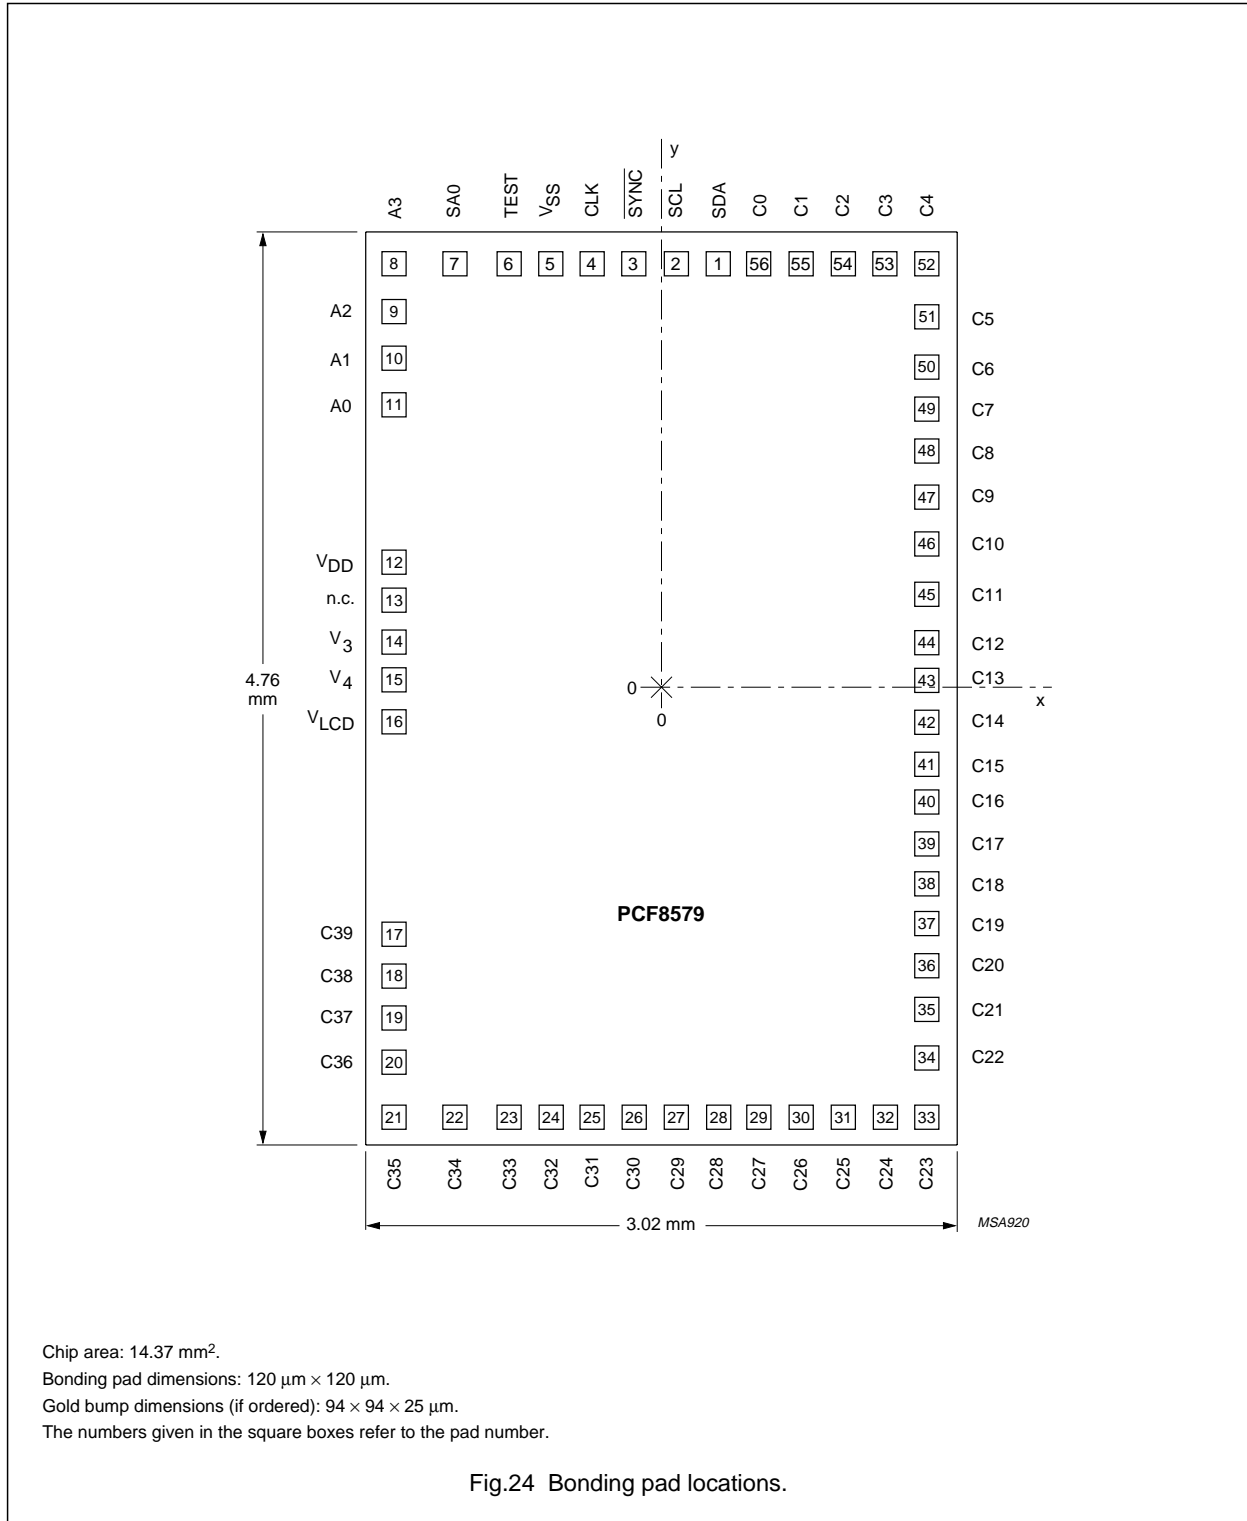 y
A3 SA0 TEST VSS CLK SYNC SCL SDA C0 C1 C2 C3 C4
8 7 6 5 4 3 2 1 56 55 54 53 52
A2 9 51 C5
A1 10 50 C6
A0 11 49 C7
48 C8
47 C9
46 C10
VDD 12
n.c. 13 45 C11
V3 14 44 C12
4.76 mm
V4 15 43 C13
0 x
0
VLCD 16 42 C14
41 C15
40 C16
39 C17
38 C18
PCF8579
C39 17 37 C19
C38 18 36 C20
C37 19 35 C21
C36 20 34 C22
21 22 23 24 25 26 27 28 29 30 31 32 33
C35 C34 C33 C32 C31 C30 C29 C28 C27 C26 C25 C24 C23
3.02 mm
MSA920
Chip area: 14.37 mm².
Bonding pad dimensions: 120 μm × 120 μm.
Gold bump dimensions (if ordered): 94 × 94 × 25 μm.
The numbers given in the square boxes refer to the pad number.
Fig.24 Bonding pad locations.